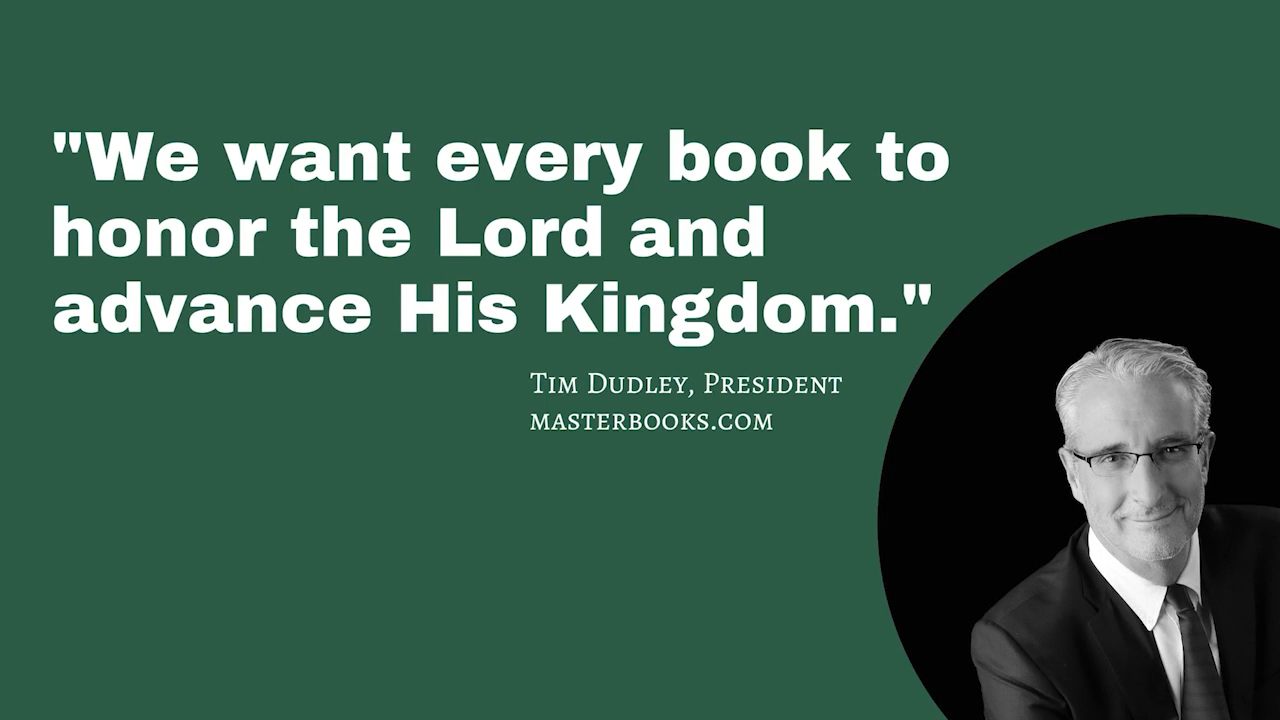 "We want every book to
honor the Lord and
advance His Kingdom."
Tim Dudley, President
masterbooks.com